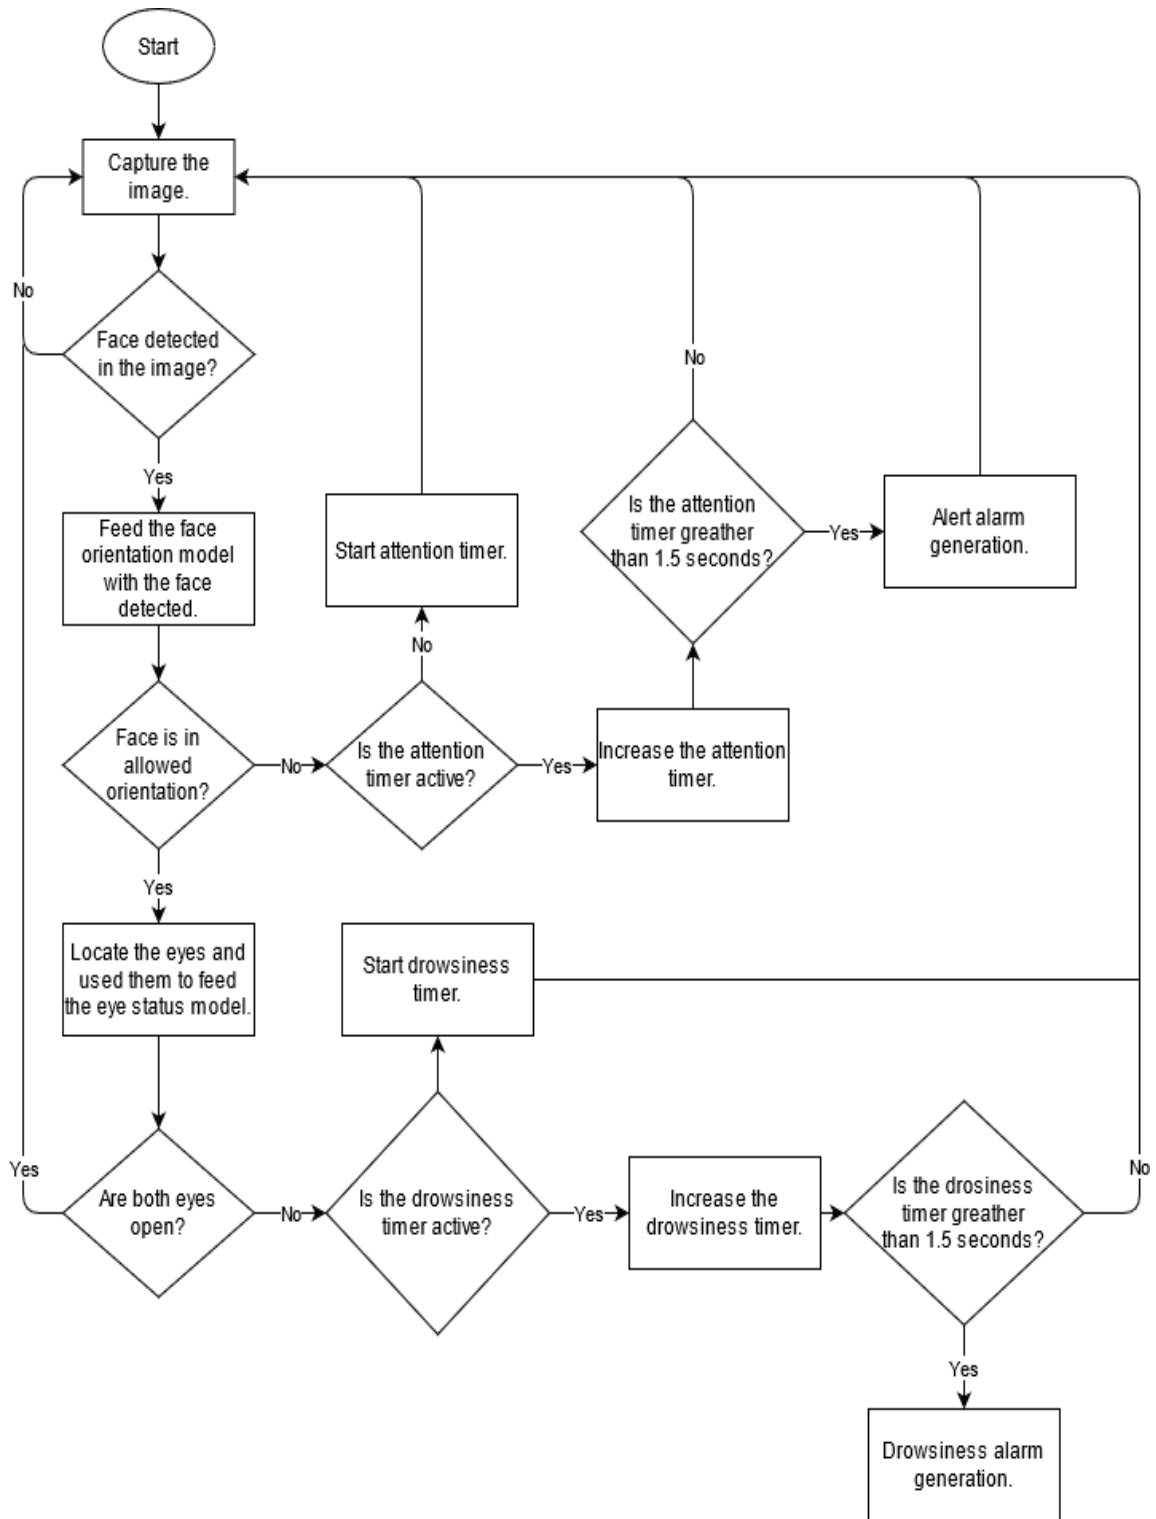 Start
Capture the
image.
No
Face detected
in the image?
Yes
Feed the face
orientation model
with the face
detected.
Start attention timer.
No
Is the attention
timer greather
than 1.5 seconds?
Yes
Alert alarm
generation.
No
Face is in
allowed
orientation?
No
Is the attention
timer active?
Yes
Increase the attention
timer.
Yes
Locate the eyes and
used them to feed
the eye status model.
Start drowsiness
timer.
Yes
Are both eyes
open?
No
Is the drowsiness
timer active?
Yes
Increase the
drowsiness timer.
Is the drosiness
timer greather
than 1.5 seconds?
No
Yes
Drowsiness alarm
generation.